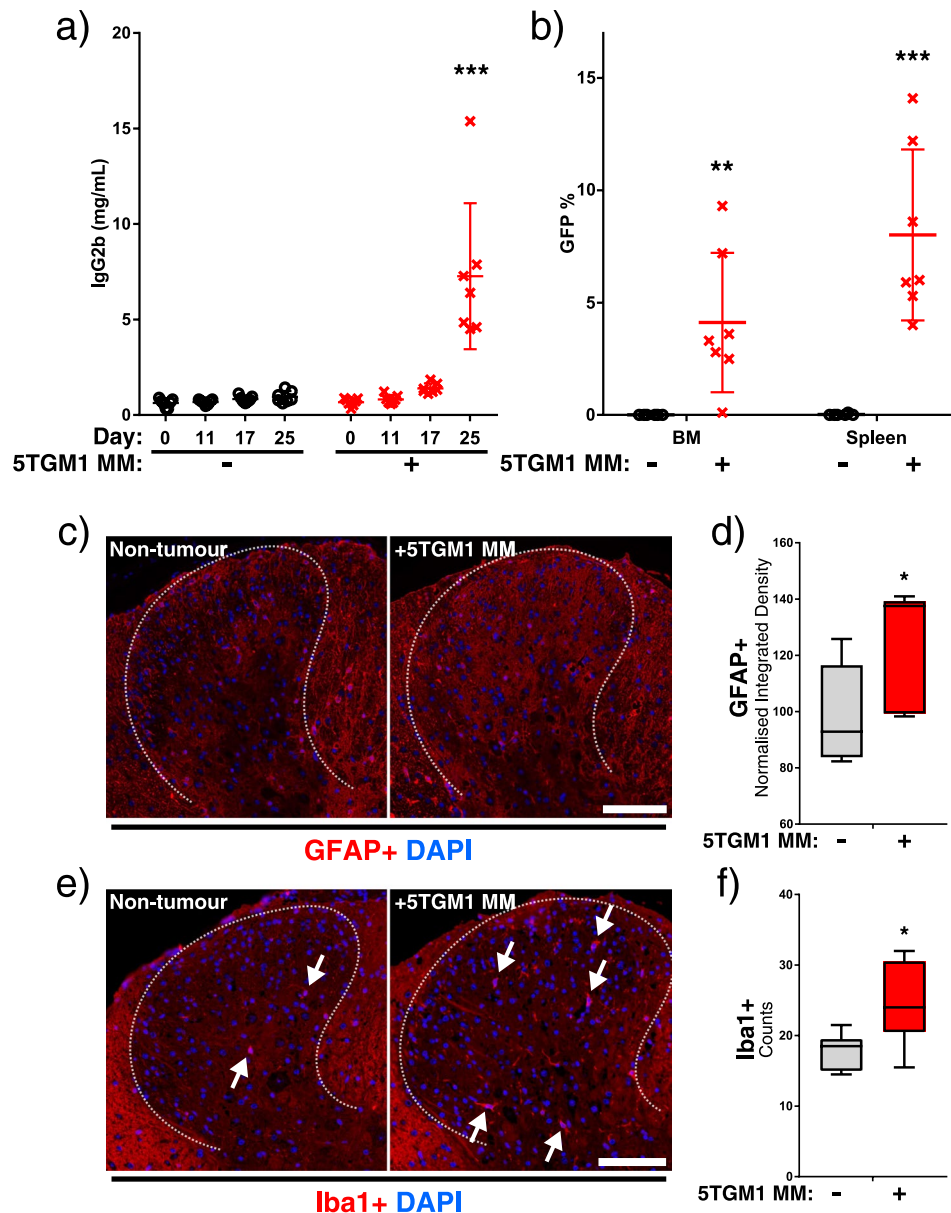 a)
20
15
10
5
0
IgG2b (mg/mL)
***
Day: 0 11 17 25 0 11 17 25
5TGM1 MM: - +
b)
15
10
5
0
GFP %
**
***
BM Spleen
5TGM1 MM: - + - +
c)
Non-tumour
+5TGM1 MM
GFAP+ DAPI
d)
160
140
120
100
80
60
GFAP+
Normalised Integrated Density
*
5TGM1 MM: - +
e)
Non-tumour
+5TGM1 MM
Iba1+ DAPI
f)
40
30
20
10
0
Iba1+
Counts
*
5TGM1 MM: - +